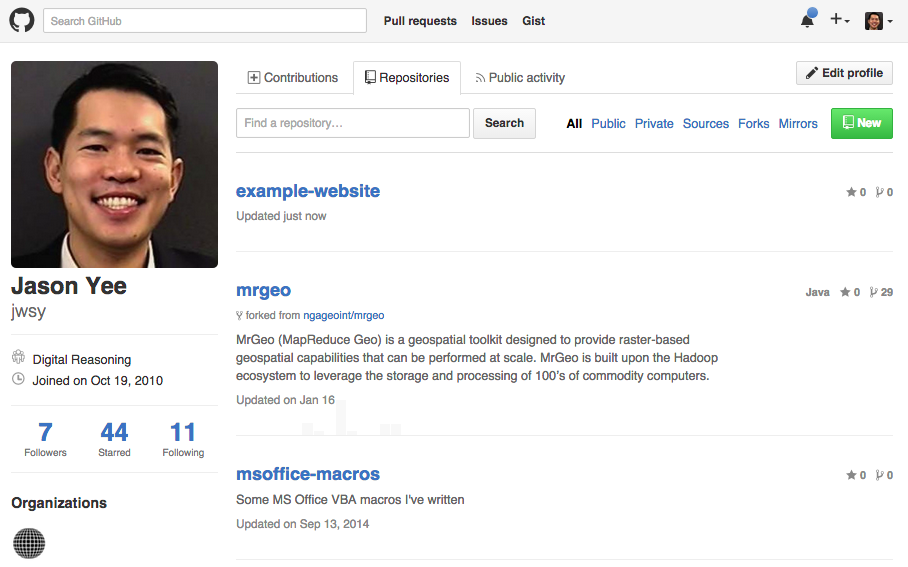 Search GitHub
Pull requests Issues Gist
Contributions Repositories Public activity
Edit profile
Find a repository...
Search
All Public Private Sources Forks Mirrors
New
example-website
0 0
Updated just now
Jason Yee
jwsy
Digital Reasoning
Joined on Oct 19, 2010
7 44 11
Followers Starred Following
Organizations
mrgeo
Java 0 29
forked from ngageoint/mrgeo
MrGeo (MapReduce Geo) is a geospatial toolkit designed to provide raster-based
geospatial capabilities that can be performed at scale. MrGeo is built upon the Hadoop
ecosystem to leverage the storage and processing of 100's of commodity computers.
Updated on Jan 16
msoffice-macros
0 0
Some MS Office VBA macros I've written
Updated on Sep 13, 2014